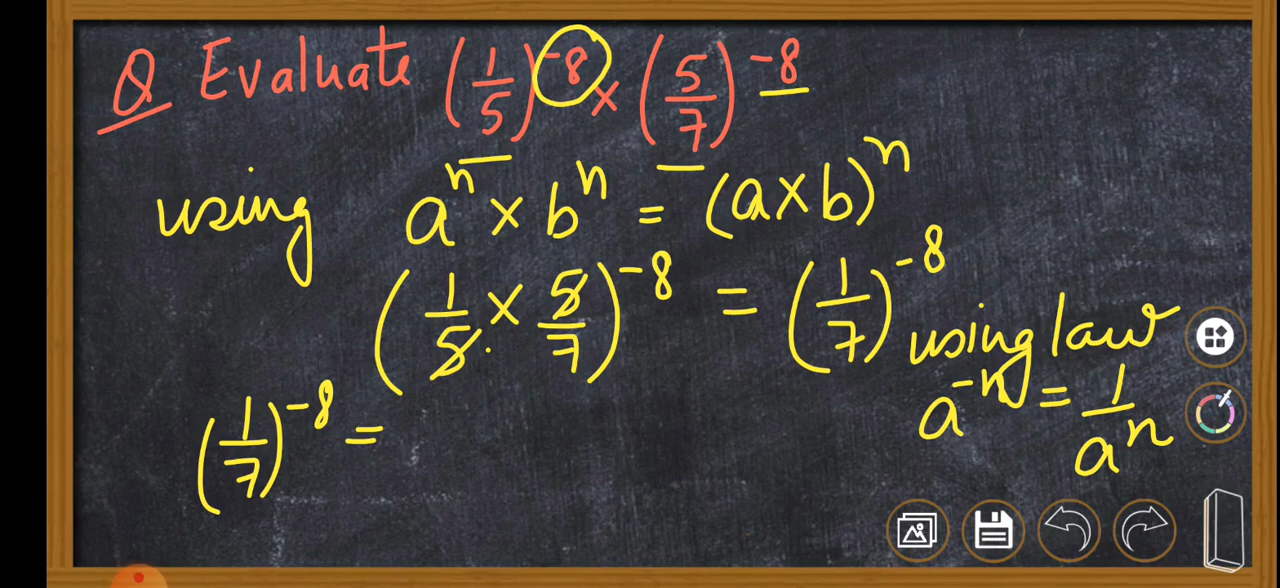 Q Evaluate (1/5)^-8 × (5/7)^-8
using a^n × b^n = (a×b)^n
(1/5 × 5/7)^-8 = (1/7)^-8
using law
a^-n = 1/a^n
(1/7)^-8 =